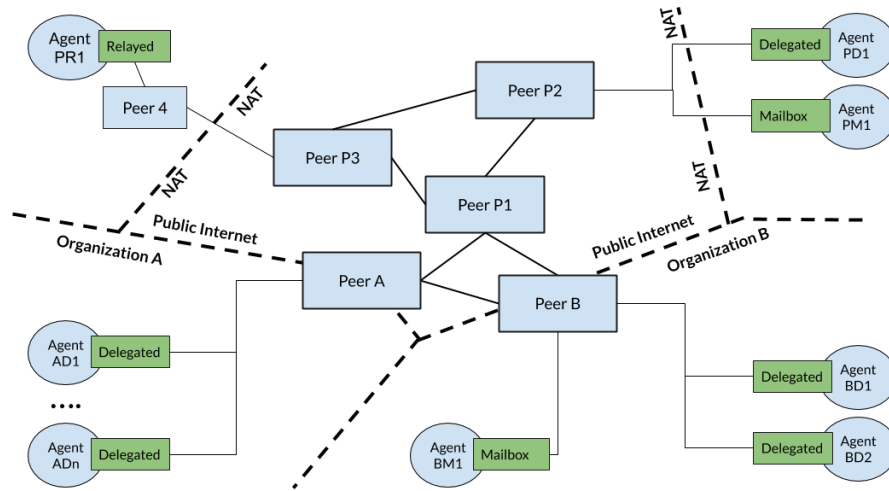 Agent
PR1
Relayed
Peer 4
NAT
NAT
Peer P3
Peer P2
Peer P1
NAT
NAT
Delegated
Agent
PD1
Mailbox
Agent
PM1
Public Internet
Organization A
Public Internet
Organization B
Peer A
Peer B
Agent
AD1
Delegated
....
Agent
ADn
Delegated
Agent
BM1
Mailbox
Delegated
Agent
BD1
Delegated
Agent
BD2